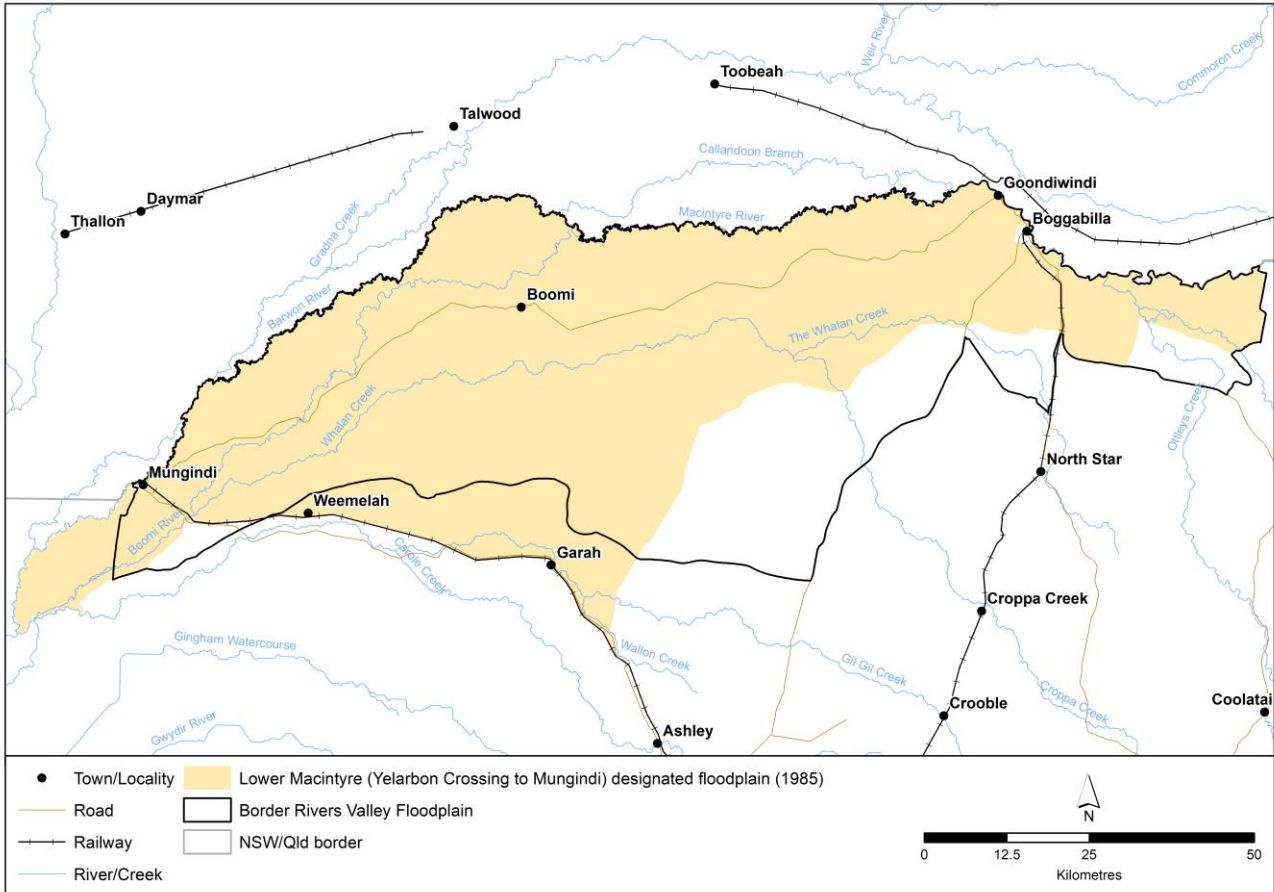 Weir River
Commoron Creek
Toobeah
Talwood
Callandoon Branch
Goondiwindi
Daymar
Thallon
Gradna Creek
Macintyre River
Boggabilla
Barwon River
Boomi
The Whalan Creek
Whalan Creek
Ottleys Creek
Mungindi
North Star
Weemelah
Boomi River
Carole Creek
Garah
Croppa Creek
Gingham Watercourse
Wallon Creek
Gil Gil Creek
Croppa Creek
Gwydir River
Crooble
Coolatai
Ashley
Town/Locality
Lower Macintyre (Yelarbon Crossing to Mungindi) designated floodplain (1985)
Road
Border Rivers Valley Floodplain
Railway
NSW/Qld border
River/Creek
N
0 12.5 25 50
Kilometres